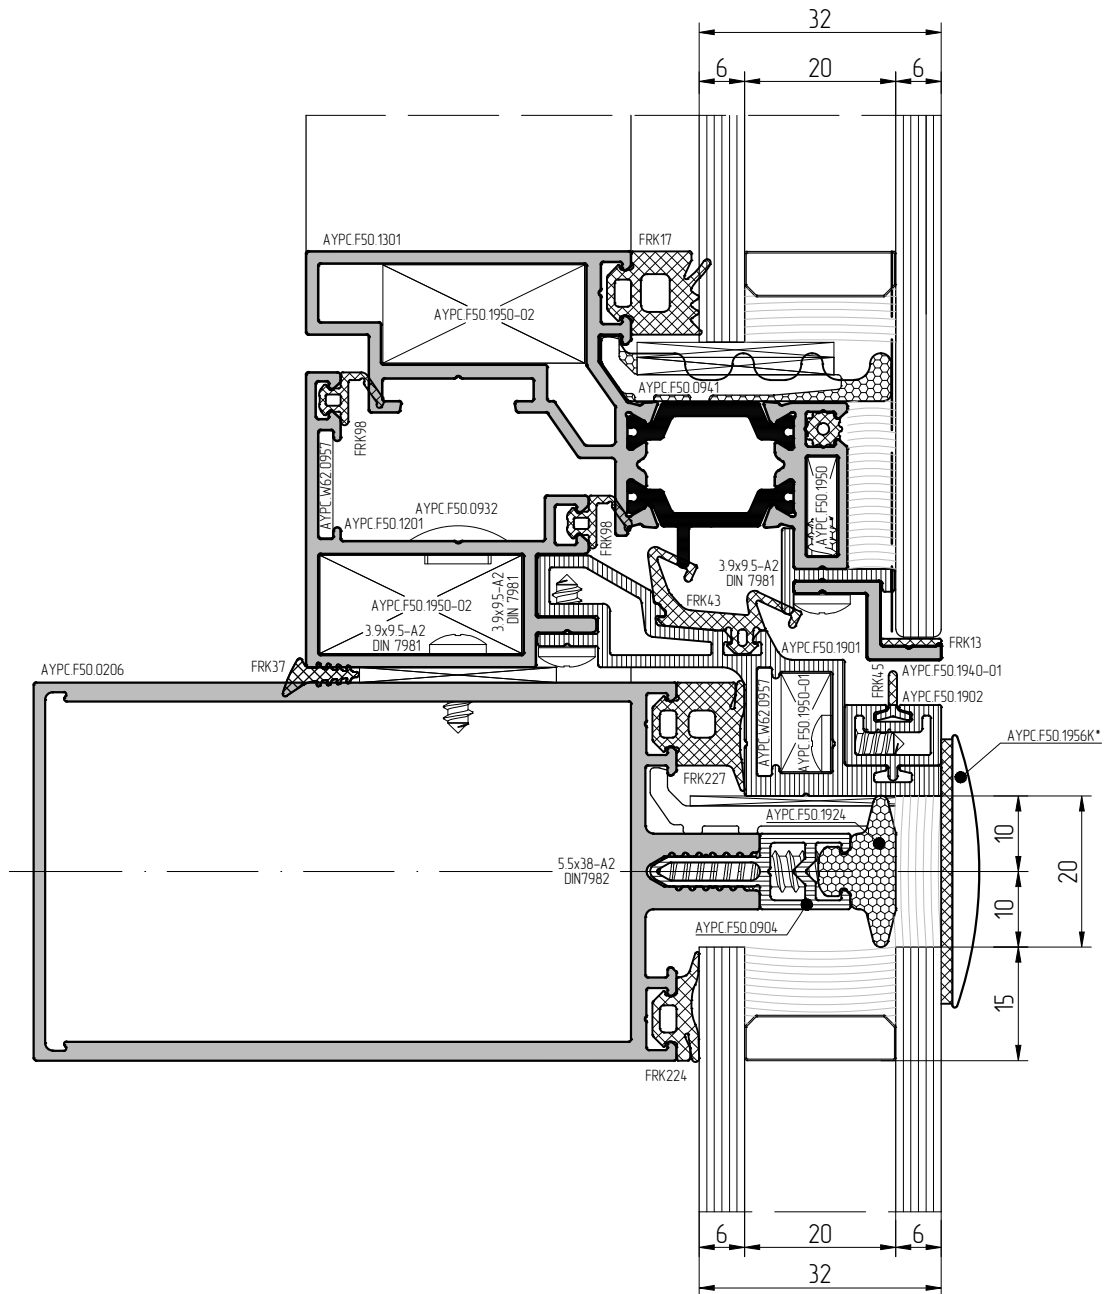 32
6 20 6
AYPC.F50.1301
FRK17
AYPC.F50.1950-02
AYPC.F50.0941
FRK98
AYPC.W62.0957
AYPC.F50.0932
AYPC.F50.1201
AYPC.F50.1950
FRK98
3.9x9.5-A2
DIN 7981
3.9x9.5-A2
DIN 7981
AYPC.F50.1950-02
FRK43
3.9x9.5-A2
DIN 7981
AYPC.F50.1901
FRK13
AYPC.F50.0206
FRK37
FRK45
AYPC.F50.1940-01
AYPC.F50.1902
AYPC.W62.0957
AYPC.F50.1950-01
AYPC.F50.1956K*
FRK227
AYPC.F50.1924
10
20
5.5x38-A2
DIN7982
10
AYPC.F50.0904
15
FRK224
6 20 6
32